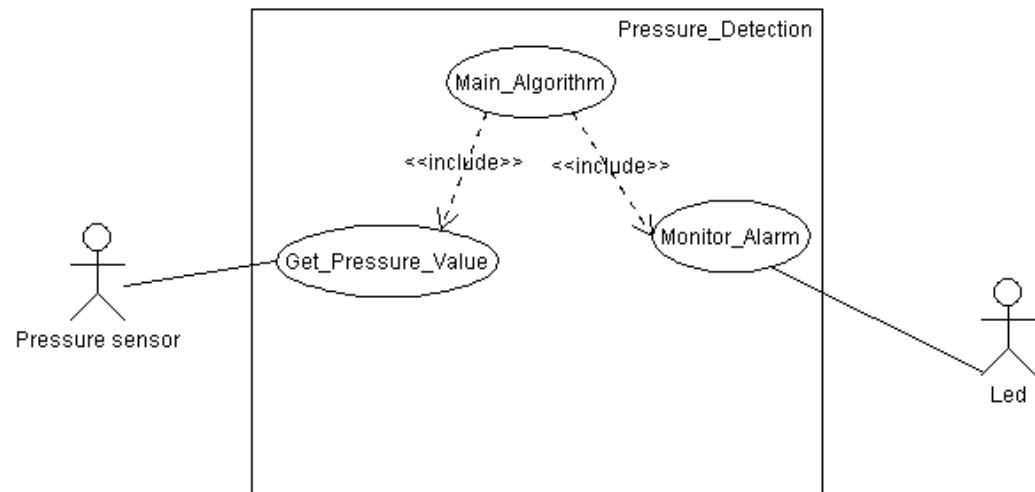 Pressure_Detection
Main_Algorithm
<<include>>
<<include>>
Get_Pressure_Value
Monitor_Alarm
Pressure sensor
Led